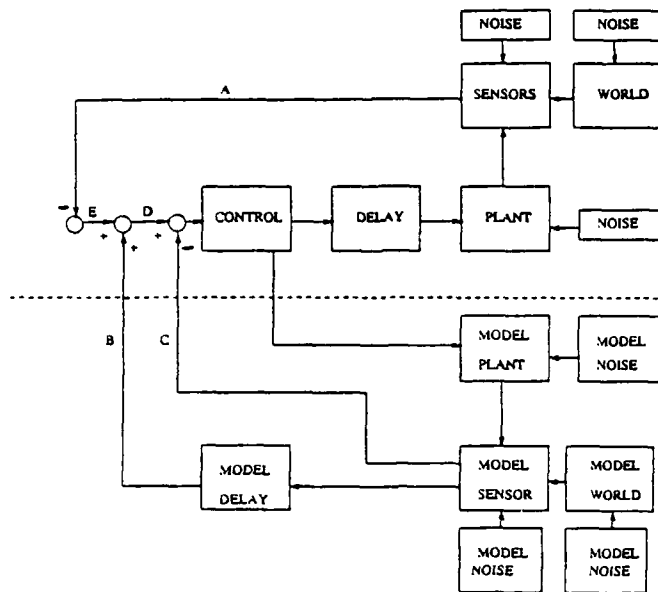 NOISE
NOISE
A
SENSORS
WORLD
E
D
CONTROL
DELAY
PLANT
NOISE
B
C
MODEL
PLANT
MODEL
NOISE
MODEL
DELAY
MODEL
SENSOR
MODEL
WORLD
MODEL
NOISE
MODEL
NOISE